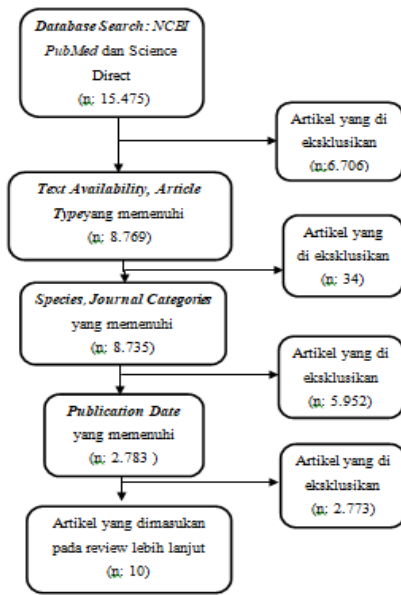 Database Search: NCBI
PubMed dan Science
Direct
(n; 15.475)
Artikel yang di
eksklusikan
(n;6.706)
Text Availability, Article
Typeyang memenuhi
(n; 8.769)
Artikel yang
di eksklusikan
(n; 34)
Species, Journal Categories
yang memenuhi
(n; 8.735)
Artikel yang di
eksklusikan
(n; 5.952)
Publication Date
yang memenuhi
(n; 2.783 )
Artikel yang di
eksklusikan
(n; 2.773)
Artikel yang dimasukan
pada review lebih lanjut
(n; 10)